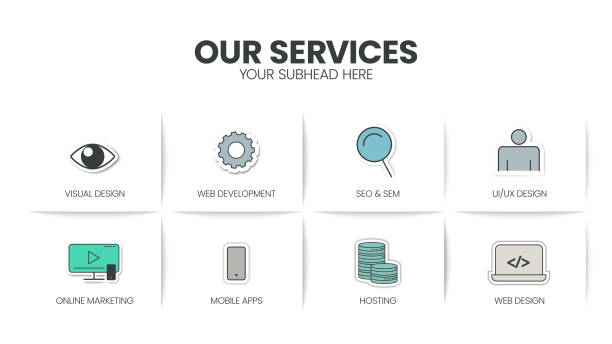 OUR SERVICES
YOUR SUBHEAD HERE
VISUAL DESIGN
WEB DEVELOPMENT
SEO & SEM
UI/UX DESIGN
</>
ONLINE MARKETING
MOBILE APPS
HOSTING
WEB DESIGN